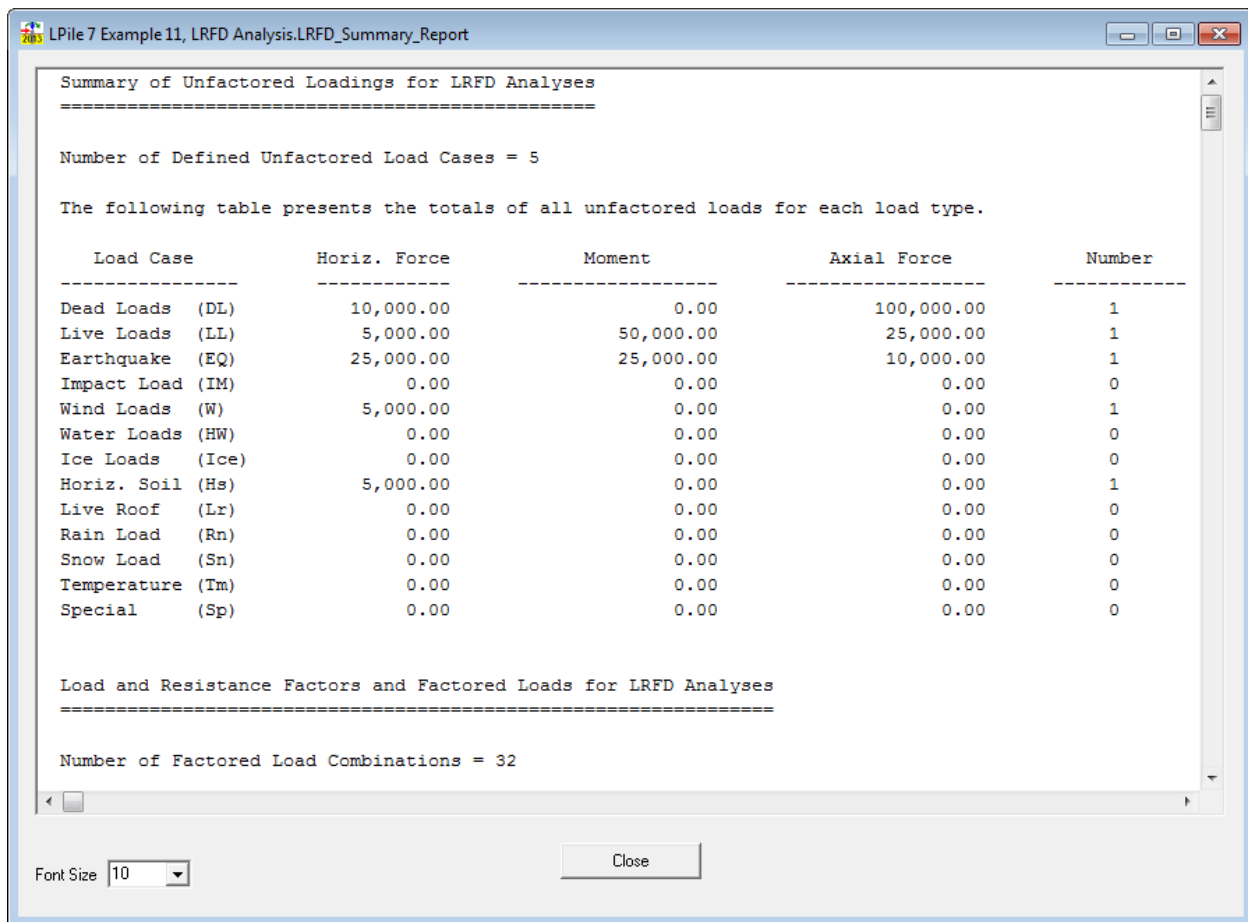 LPile 7 Example 11, LRFD Analysis.LRFD_Summary_Report
Summary of Unfactored Loadings for LRFD Analyses
================================================
Number of Defined Unfactored Load Cases = 5
The following table presents the totals of all unfactored loads for each load type.
Load Case Horiz. Force Moment Axial Force Number
---------------- ------------ ------------------ ------------------ ------------
Dead Loads (DL) 10,000.00 0.00 100,000.00 1
Live Loads (LL) 5,000.00 50,000.00 25,000.00 1
Earthquake (EQ) 25,000.00 25,000.00 10,000.00 1
Impact Load (IM) 0.00 0.00 0.00 0
Wind Loads (W) 5,000.00 0.00 0.00 1
Water Loads (HW) 0.00 0.00 0.00 0
Ice Loads (Ice) 0.00 0.00 0.00 0
Horiz. Soil (Hs) 5,000.00 0.00 0.00 1
Live Roof (Lr) 0.00 0.00 0.00 0
Rain Load (Rn) 0.00 0.00 0.00 0
Snow Load (Sn) 0.00 0.00 0.00 0
Temperature (Tm) 0.00 0.00 0.00 0
Special (Sp) 0.00 0.00 0.00 0
Load and Resistance Factors and Factored Loads for LRFD Analyses
================================================================
Number of Factored Load Combinations = 32
Close
Font Size 10